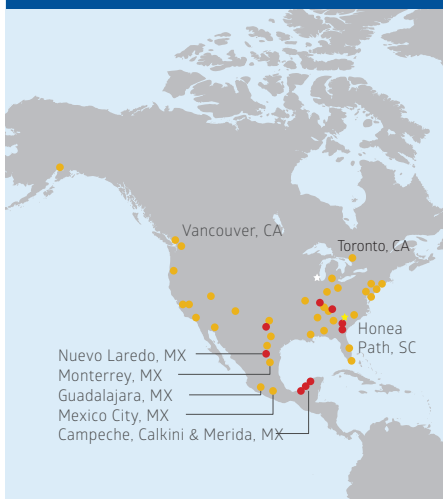 Vancouver, CA
Toronto, CA
Honea
Path, SC
Nuevo Laredo, MX
Monterrey, MX
Guadalajara, MX
Mexico City, MX
Campeche, Calkini & Merida, MX